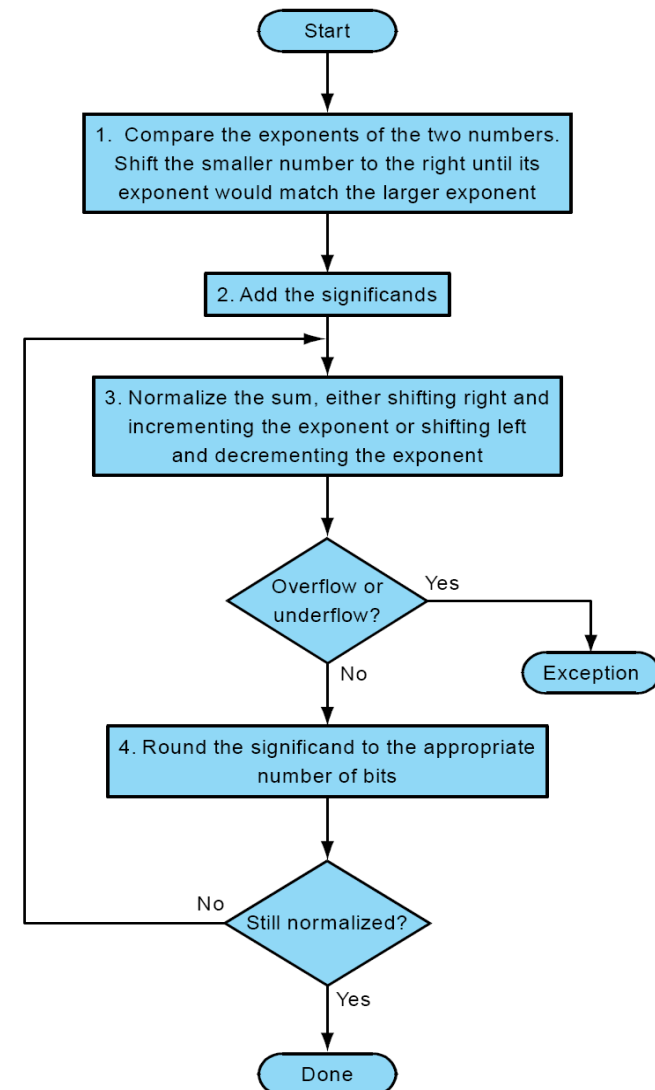 Start
1. Compare the exponents of the two numbers.
Shift the smaller number to the right until its
exponent would match the larger exponent
2. Add the significands
3. Normalize the sum, either shifting right and
incrementing the exponent or shifting left
and decrementing the exponent
Overflow or
underflow?
Yes
No
Exception
4. Round the significand to the appropriate
number of bits
No
Still normalized?
Yes
Done